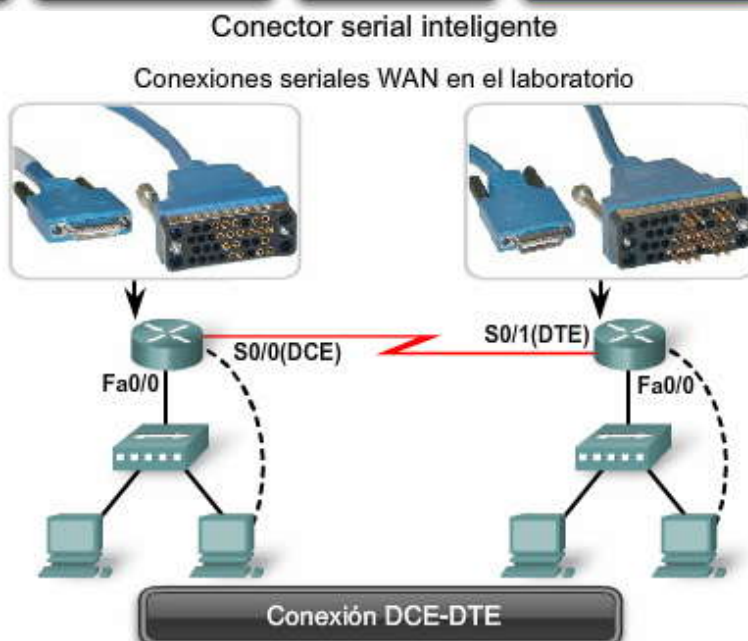 Conector serial inteligente
Conexiones seriales WAN en el laboratorio
S0/0(DCE)
S0/1(DTE)
Fa0/0
Fa0/0
Conexión DCE-DTE